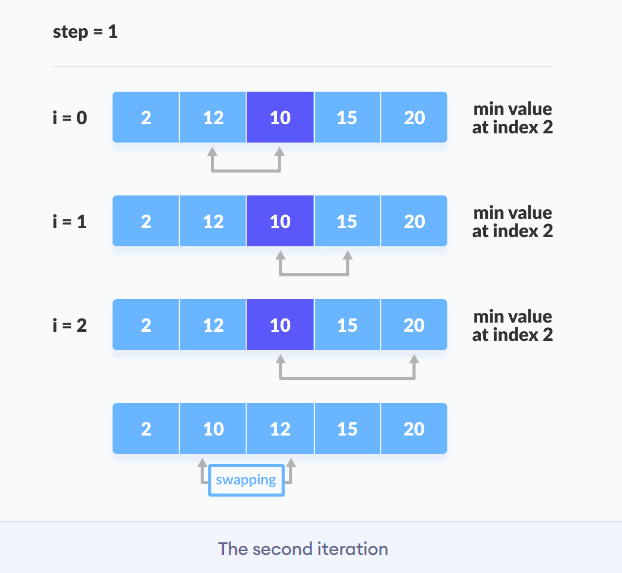 step = 1
i = 0 2 12 10 15 20 min value
at index 2
i = 1 2 12 10 15 20 min value
at index 2
i = 2 2 12 10 15 20 min value
at index 2
2 10 12 15 20
swapping
The second iteration